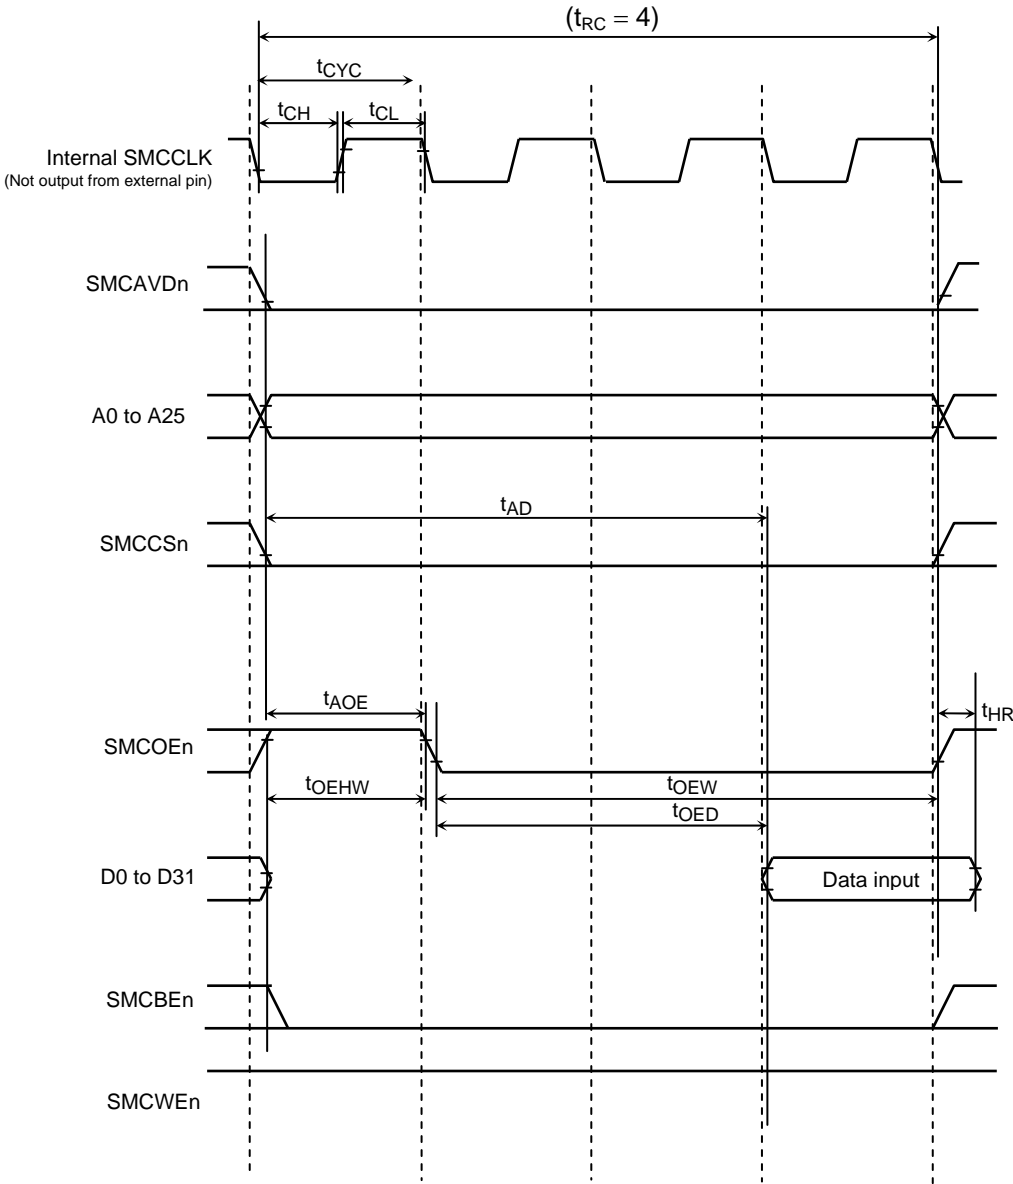 (tRC = 4)
tCYC
tCH
tCL
Internal SMCCLK
(Not output from external pin)
SMCAVDn
A0 to A25
tAD
SMCCSn
tAOE
tHR
SMCOEn
tOEHW
tOEW
tOED
D0 to D31
Data input
SMCBEn
SMCWEn